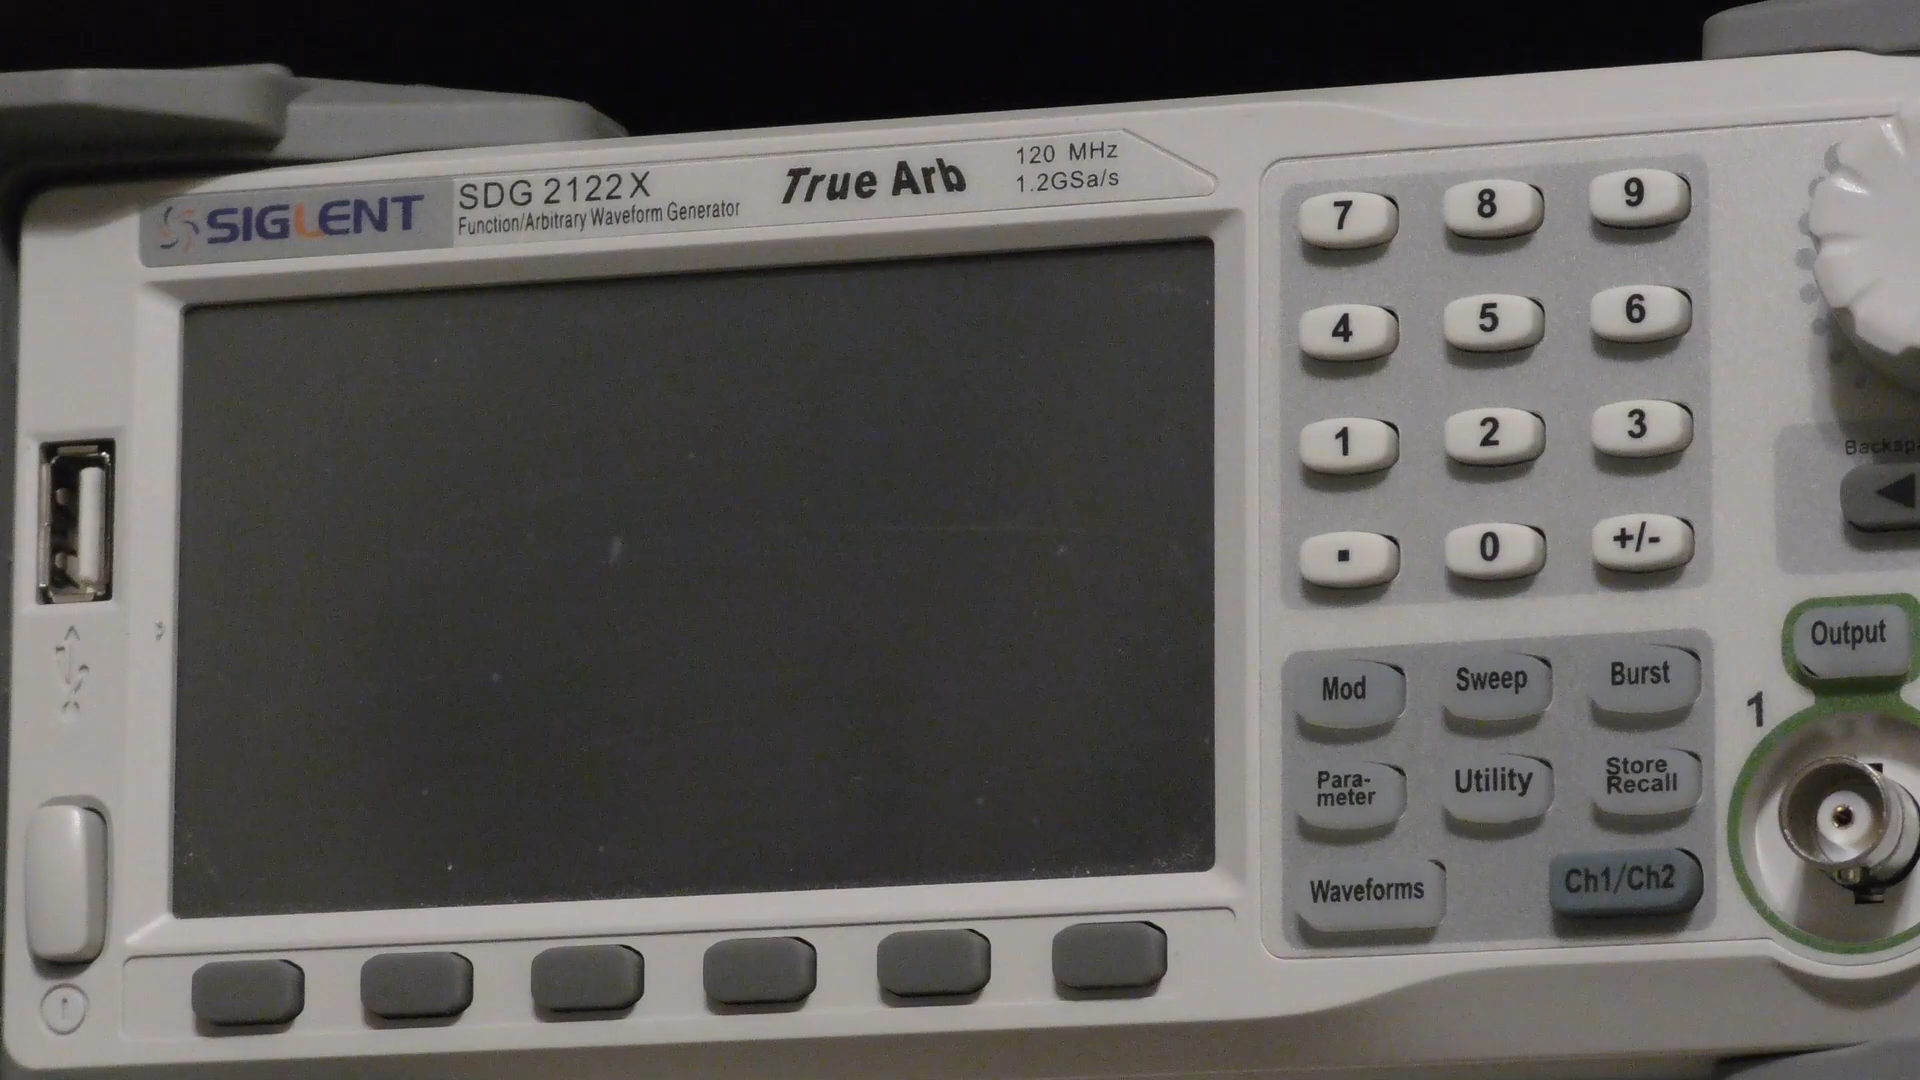 SIGLENT
SDG 2122X
Function/Arbitrary Waveform Generator
True Arb
120 MHz
1.2GSa/s
7 8 9
4 5 6
1 2 3
. 0 +/-
Mod Sweep Burst
Para-
meter
Utility
Store
Recall
Waveforms
Ch1/Ch2
Output
1